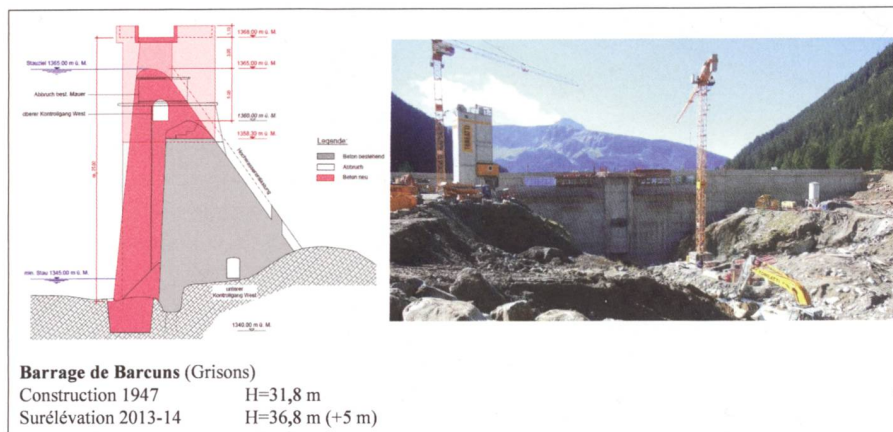 1368.00 m ü. M.
Stauziel 1365.00 m ü. M.
1365.00 m ü. M.
Abbruch best. Mauer
oberer Kontrollgang West
1360.00 m ü. M.
1358.20 m ü. M.
Legende:
Beton bestehend
Abbruch
Beton neu
min. Stau 1345.00 m ü. M.
unterer
Kontrollgang West
1340.00 m ü. M.
Barrage de Barcuns (Grisons)
Construction 1947 H=31,8 m
Surélévation 2013-14 H=36,8 m (+5 m)